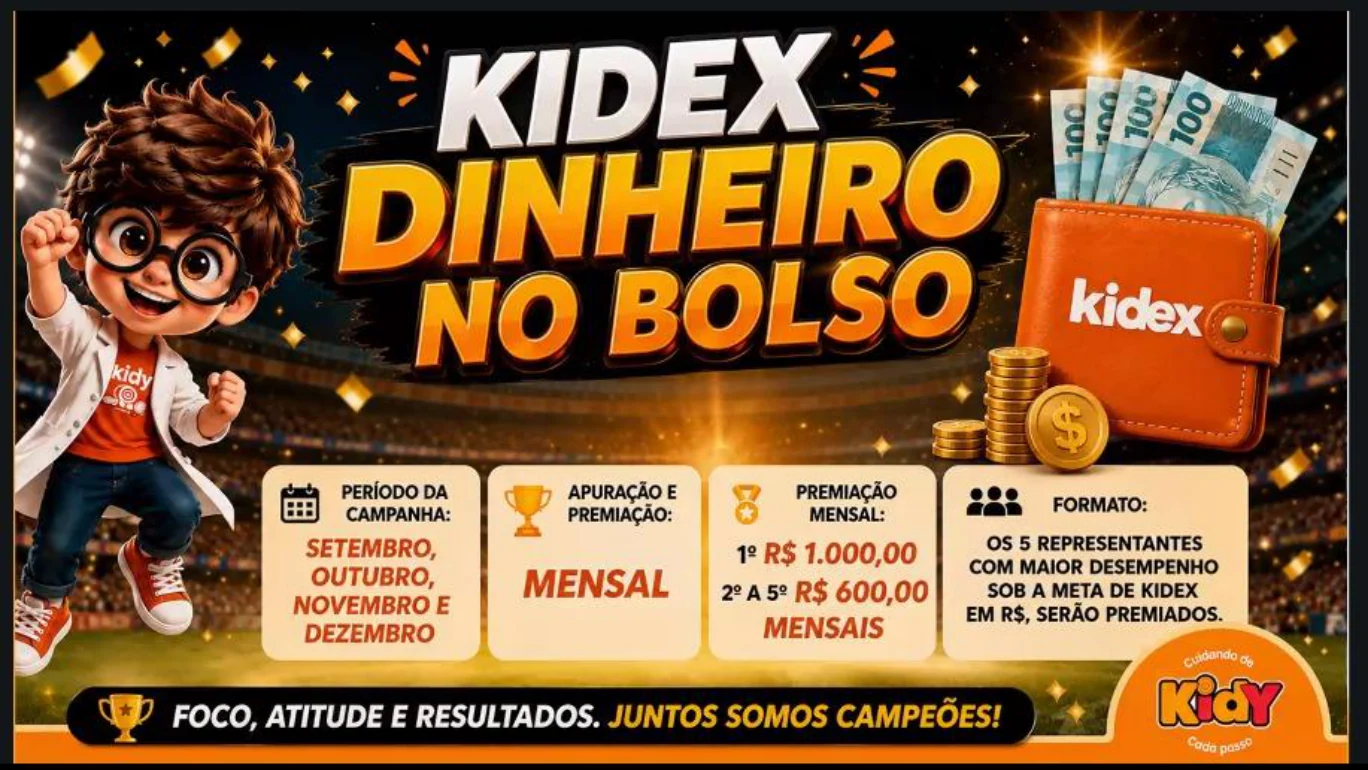 KIDEX
DINHEIRO
NO BOLSO
100
100
100
100
kidex
kidy
PERÍODO DA
CAMPANHA:
SETEMBRO,
OUTUBRO,
NOVEMBRO E
DEZEMBRO
APURAÇÃO E
PREMIAÇÃO:
MENSAL
PREMIAÇÃO
MENSAL:
1º R$ 1.000,00
2º A 5º R$ 600,00
MENSAIS
FORMATO:
OS 5 REPRESENTANTES
COM MAIOR DESEMPENHO
SOB A META DE KIDEX
EM R$, SERÃO PREMIADOS.
FOCO, ATITUDE E RESULTADOS. JUNTOS SOMOS CAMPEÕES!
Cuidando de
KidY
Cada passo